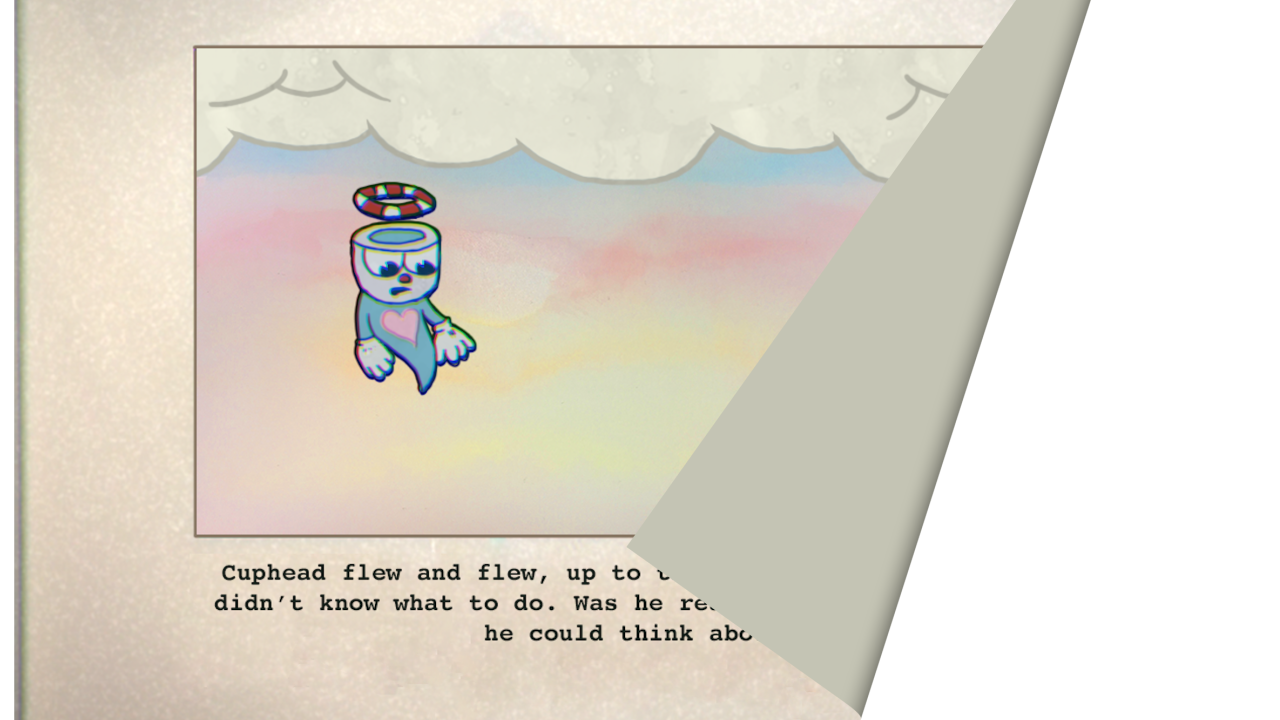 Cuphead flew and flew, up to
didn't know what to do. Was he
he could think